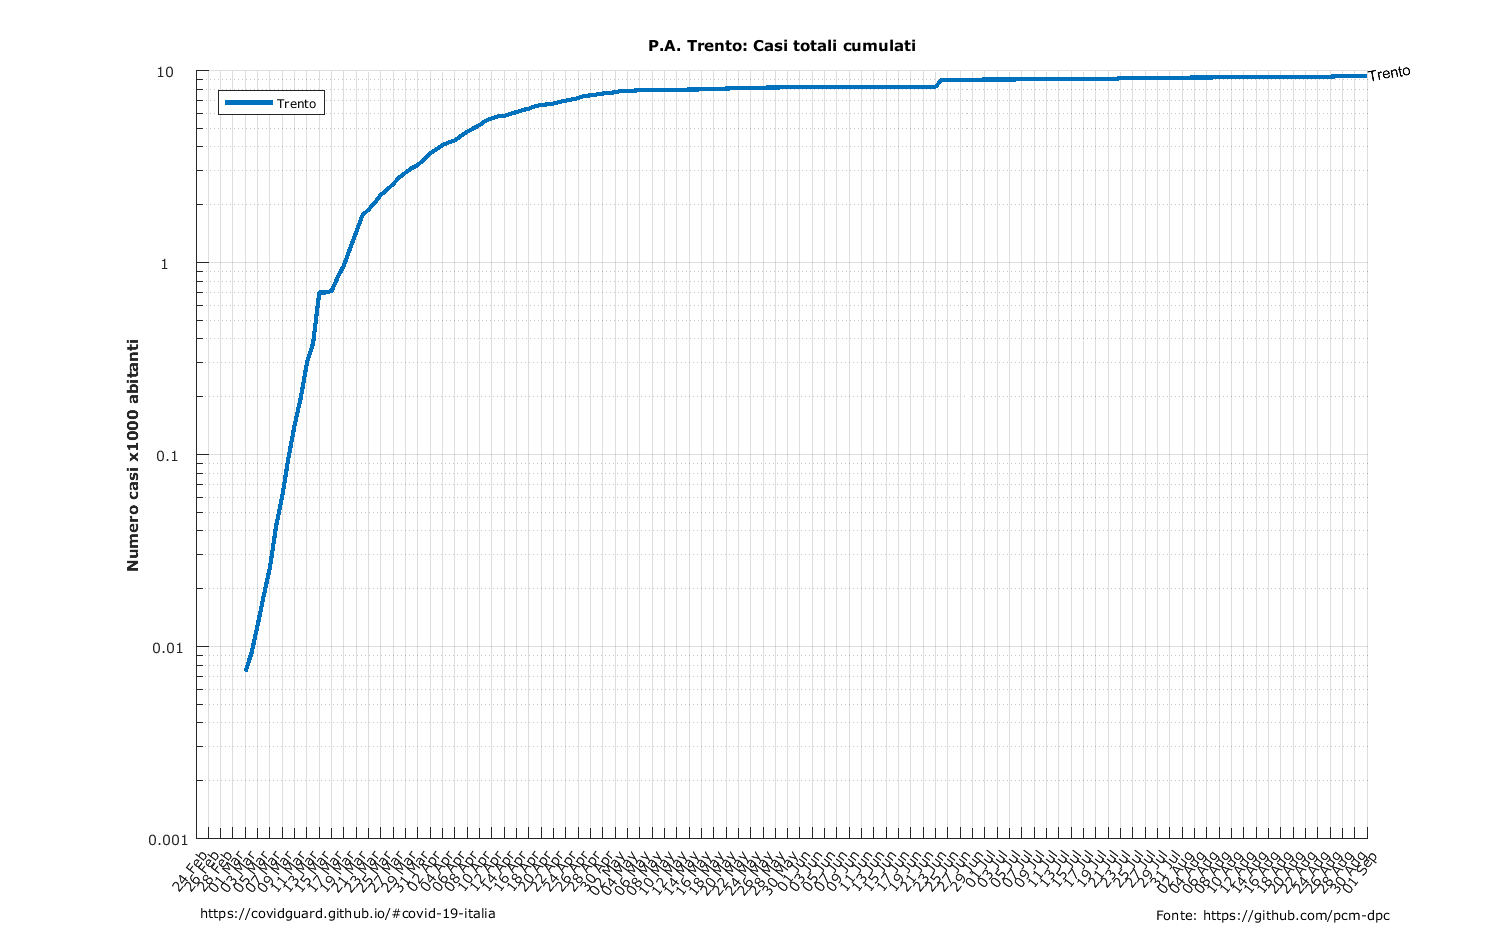 P.A. Trento: Casi totali cumulati
10
1
0.1
0.01
0.001
Numero casi x1000 abitanti
Trento
Trento
24 Feb
26 Feb
28 Feb
01 Mar
03 Mar
05 Mar
07 Mar
09 Mar
11 Mar
13 Mar
15 Mar
17 Mar
19 Mar
21 Mar
23 Mar
25 Mar
27 Mar
29 Mar
31 Mar
02 Apr
04 Apr
06 Apr
08 Apr
10 Apr
12 Apr
14 Apr
16 Apr
18 Apr
20 Apr
22 Apr
24 Apr
26 Apr
28 Apr
30 Apr
02 May
04 May
06 May
08 May
10 May
12 May
14 May
16 May
18 May
20 May
22 May
24 May
26 May
28 May
30 May
01 Jun
03 Jun
05 Jun
07 Jun
09 Jun
11 Jun
13 Jun
15 Jun
17 Jun
19 Jun
21 Jun
23 Jun
25 Jun
27 Jun
29 Jun
01 Jul
03 Jul
05 Jul
07 Jul
09 Jul
11 Jul
13 Jul
15 Jul
17 Jul
19 Jul
21 Jul
23 Jul
25 Jul
27 Jul
29 Jul
31 Jul
02 Aug
04 Aug
06 Aug
08 Aug
10 Aug
12 Aug
14 Aug
16 Aug
18 Aug
20 Aug
22 Aug
24 Aug
26 Aug
28 Aug
30 Aug
01 Sep
https://covidguard.github.io/#covid-19-italia
Fonte: https://github.com/pcm-dpc